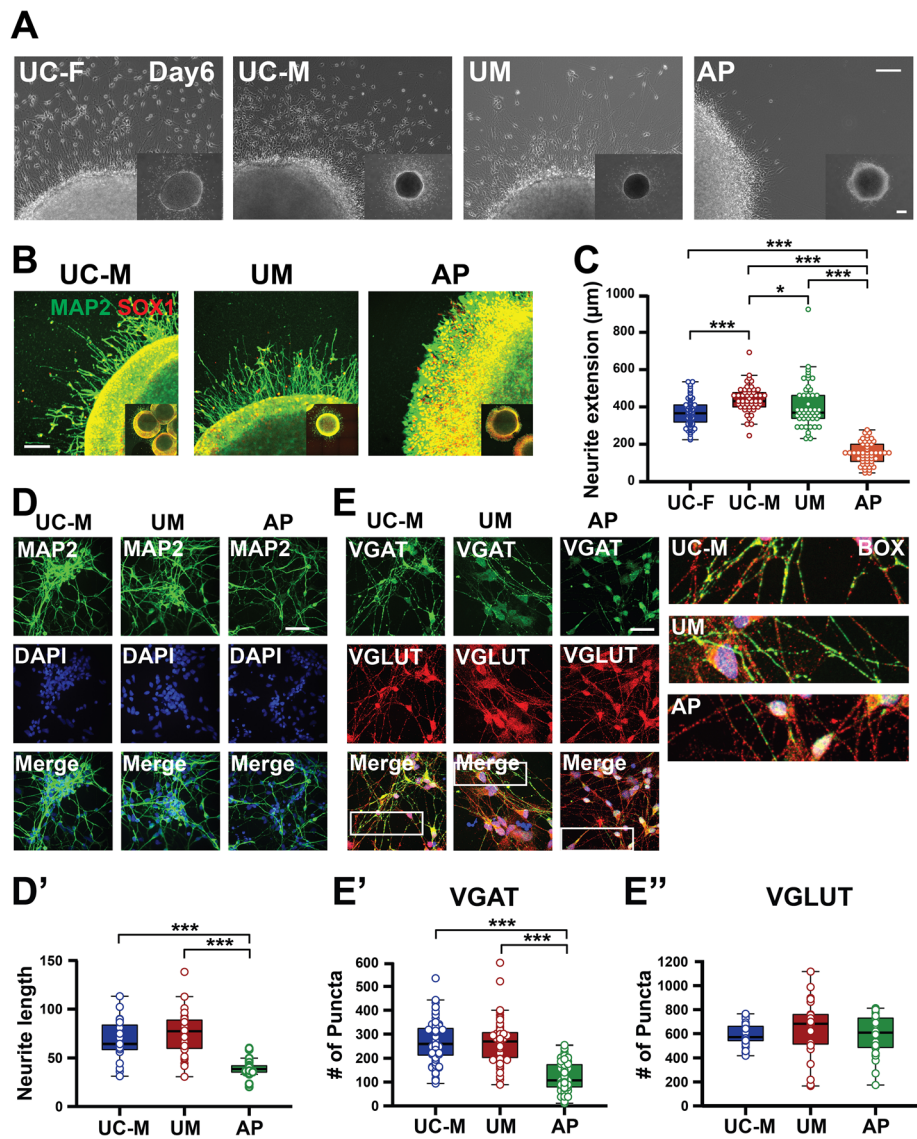 A
UC-F Day6 UC-M UM AP
B
UC-M UM AP
MAP2 SOX1
C
*** 
***
***
*
***
Neurite extension (μm)
1000
800
600
400
200
0
UC-F UC-M UM AP
D
UC-M UM AP
MAP2 MAP2 MAP2
DAPI DAPI DAPI
Merge Merge Merge
E
UC-M UM AP
VGAT VGAT VGAT
VGLUT VGLUT VGLUT
Merge Merge Merge
UC-M BOX
UM
AP
D'
***
***
Neurite length
150
100
50
0
UC-M UM AP
E'
VGAT
***
***
# of Puncta
600
500
400
300
200
100
0
UC-M UM AP
E''
VGLUT
# of Puncta
1200
1000
800
600
400
200
0
UC-M UM AP